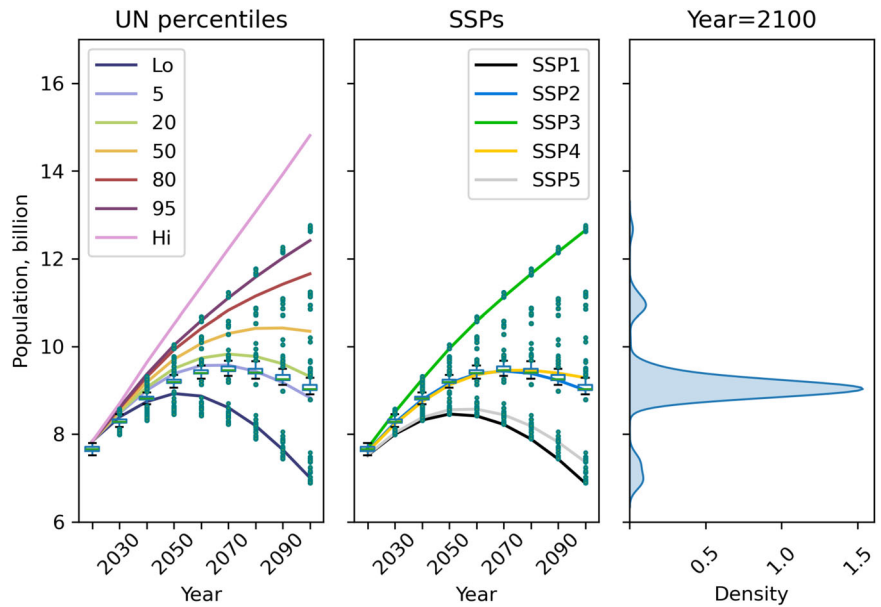 UN percentiles
SSPs
Year=2100
Population, billion
16
14
12
10
8
6
Lo
5
20
50
80
95
Hi
SSP1
SSP2
SSP3
SSP4
SSP5
2030
2050
2070
2090
Year
2030
2050
2070
2090
Year
0.5
1.0
1.5
Density